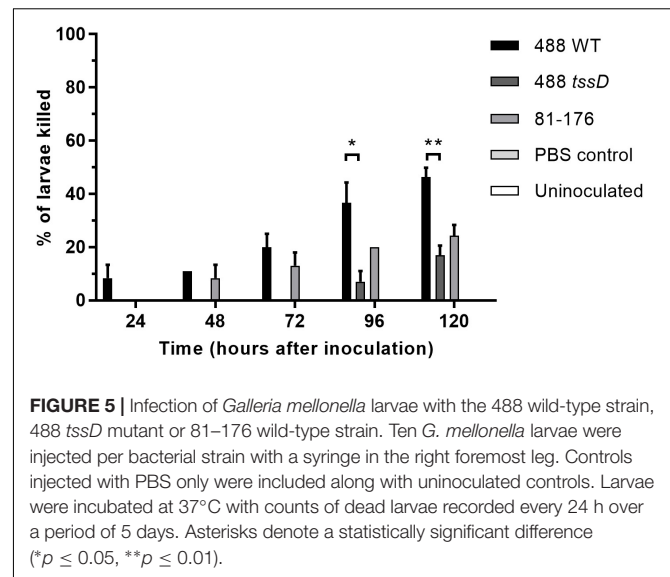 100
80
60
40
20
0
% of larvae killed
488 WT
488 tssD
81-176
PBS control
Uninoculated
*
**
24 48 72 96 120
Time (hours after inoculation)
FIGURE 5 | Infection of Galleria mellonella larvae with the 488 wild-type strain,
488 tssD mutant or 81–176 wild-type strain. Ten G. mellonella larvae were
injected per bacterial strain with a syringe in the right foremost leg. Controls
injected with PBS only were included along with uninoculated controls. Larvae
were incubated at 37°C with counts of dead larvae recorded every 24 h over
a period of 5 days. Asterisks denote a statistically significant difference
(*p ≤ 0.05, **p ≤ 0.01).